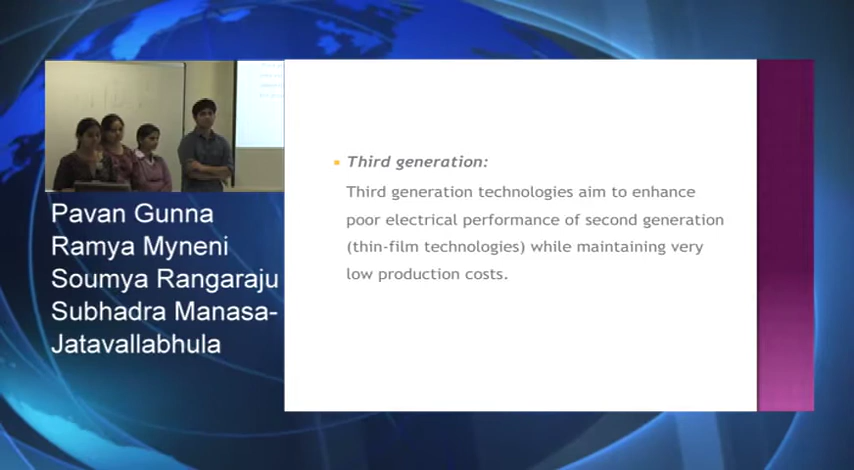 Pavan Gunna
Ramya Myneni
Soumya Rangaraju
Subhadra Manasa-
Jatavallabhula
Third generation:
Third generation technologies aim to enhance
poor electrical performance of second generation
(thin-film technologies) while maintaining very
low production costs.